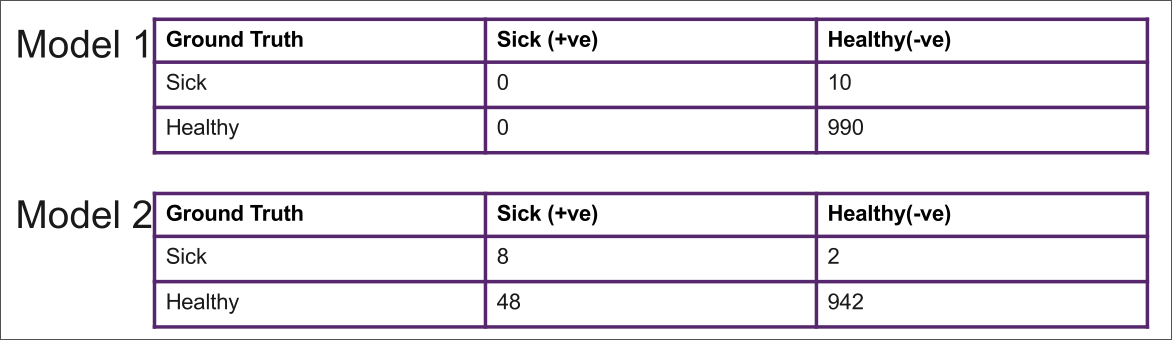 Model 1
Ground Truth Sick (+ve) Healthy(-ve)
Sick 0 10
Healthy 0 990
Model 2
Ground Truth Sick (+ve) Healthy(-ve)
Sick 8 2
Healthy 48 942